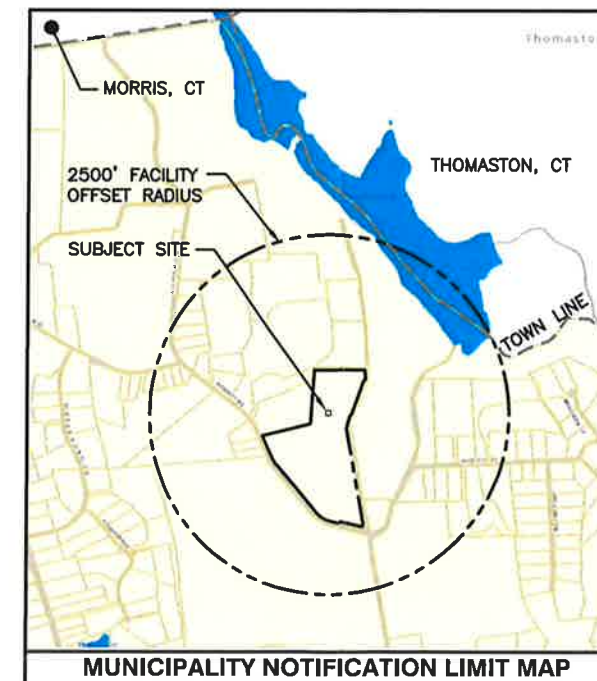 Thomasto
MORRIS, CT
THOMASTON, CT
2500' FACILITY
OFFSET RADIUS
SUBJECT SITE
TOWN LINE
MUNICIPALITY NOTIFICATION LIMIT MAP